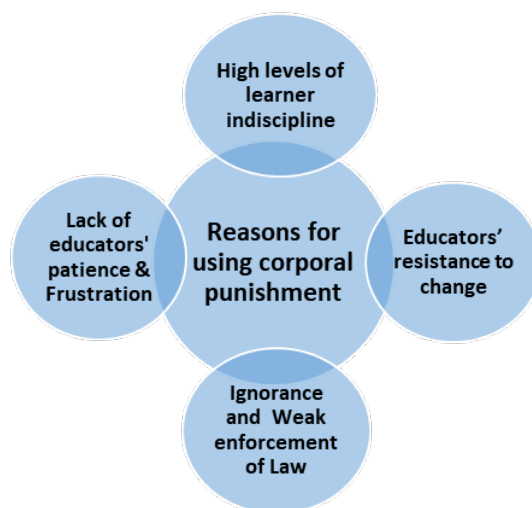 High levels of
learner
indiscipline
Lack of
educators'
patience &
Frustration
Reasons for
using corporal
punishment
Educators’
resistance to
change
Ignorance
and Weak
enforcement
of Law